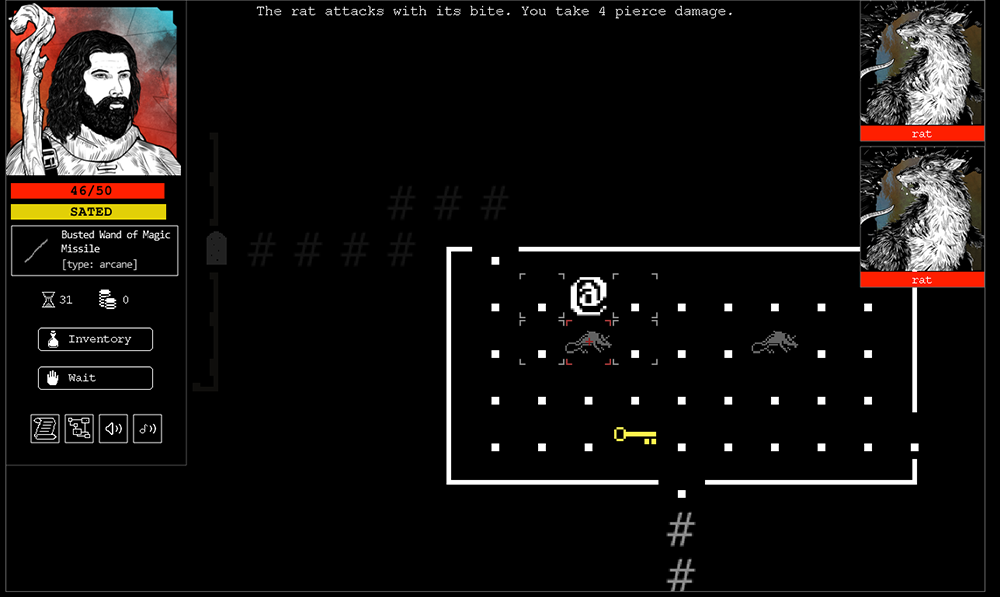 The rat attacks with its bite. You take 4 pierce damage.
46/50
SATED
Busted Wand of Magic
Missile
[type: arcane]
31
0
Inventory
Wait
rat
rat
# # #
# # # #
@
#
#